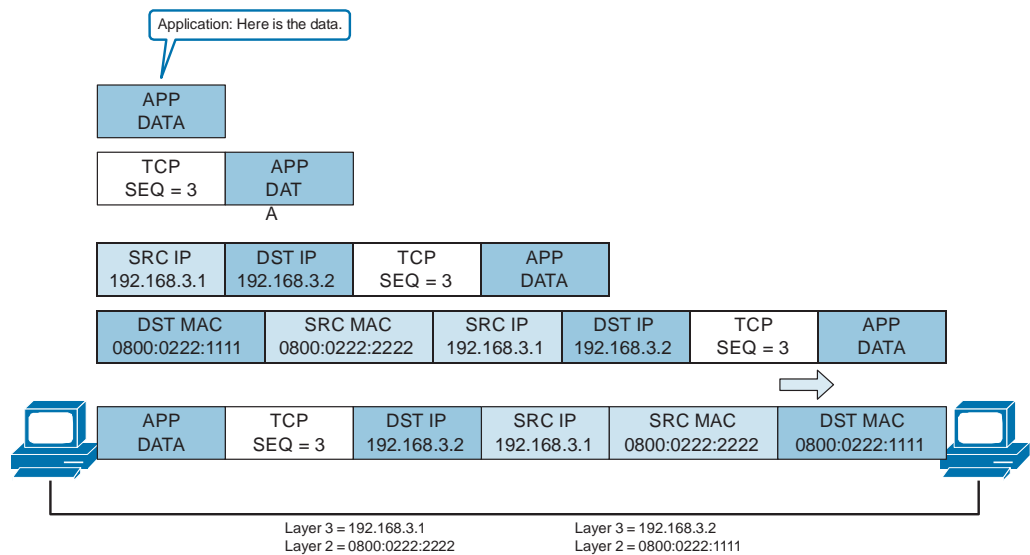 Application: Here is the data.
APP
DATA
TCP
SEQ = 3
APP
DAT
A
SRC IP
192.168.3.1
DST IP
192.168.3.2
TCP
SEQ = 3
APP
DATA
DST MAC
0800:0222:1111
SRC MAC
0800:0222:2222
SRC IP
192.168.3.1
DST IP
192.168.3.2
TCP
SEQ = 3
APP
DATA
APP
DATA
TCP
SEQ = 3
DST IP
192.168.3.2
SRC IP
192.168.3.1
SRC MAC
0800:0222:2222
DST MAC
0800:0222:1111
Layer 3 = 192.168.3.1
Layer 2 = 0800:0222:2222
Layer 3 = 192.168.3.2
Layer 2 = 0800:0222:1111